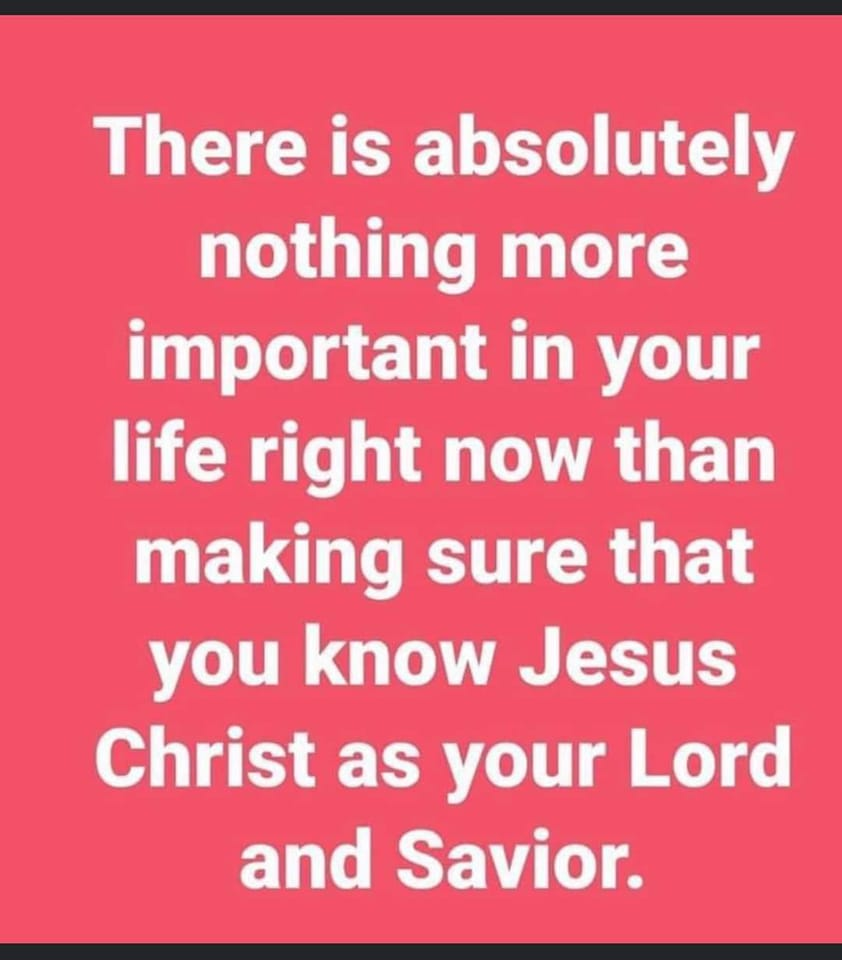 There is absolutely
nothing more
important in your
life right now than
making sure that
you know Jesus
Christ as your Lord
and Savior.